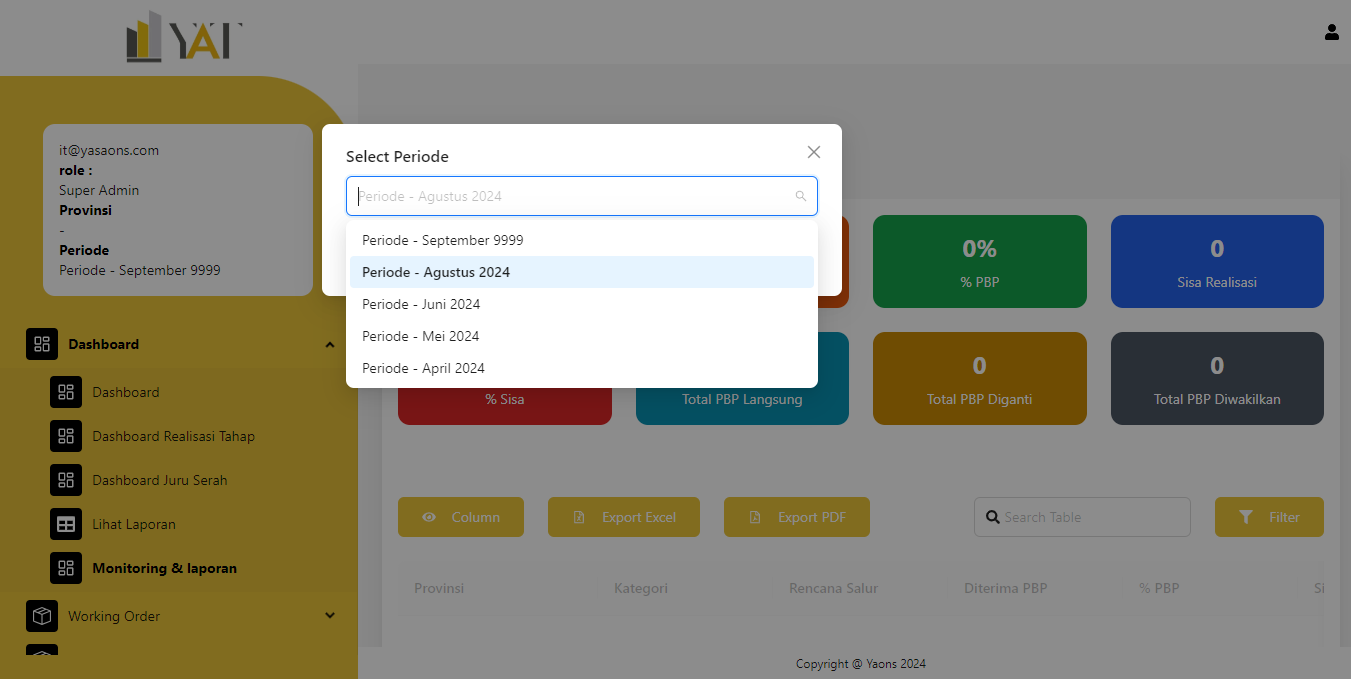 YAT
it@yasaons.com
role :
Super Admin
Provinsi
-
Periode
Periode - September 9999
Dashboard
Dashboard
Dashboard Realisasi Tahap
Dashboard Juru Serah
Lihat Laporan
Monitoring & laporan
Working Order
Select Periode
Periode - Agustus 2024
Periode - September 9999
Periode - Agustus 2024
Periode - Juni 2024
Periode - Mei 2024
Periode - April 2024
0%
% PBP
0
Sisa Realisasi
% Sisa
Total PBP Langsung
0
Total PBP Diganti
0
Total PBP Diwakilkan
Column
Export Excel
Export PDF
Search Table
Filter
Provinsi
Kategori
Rencana Salur
Diterima PBP
% PBP
Copyright @ Yaons 2024